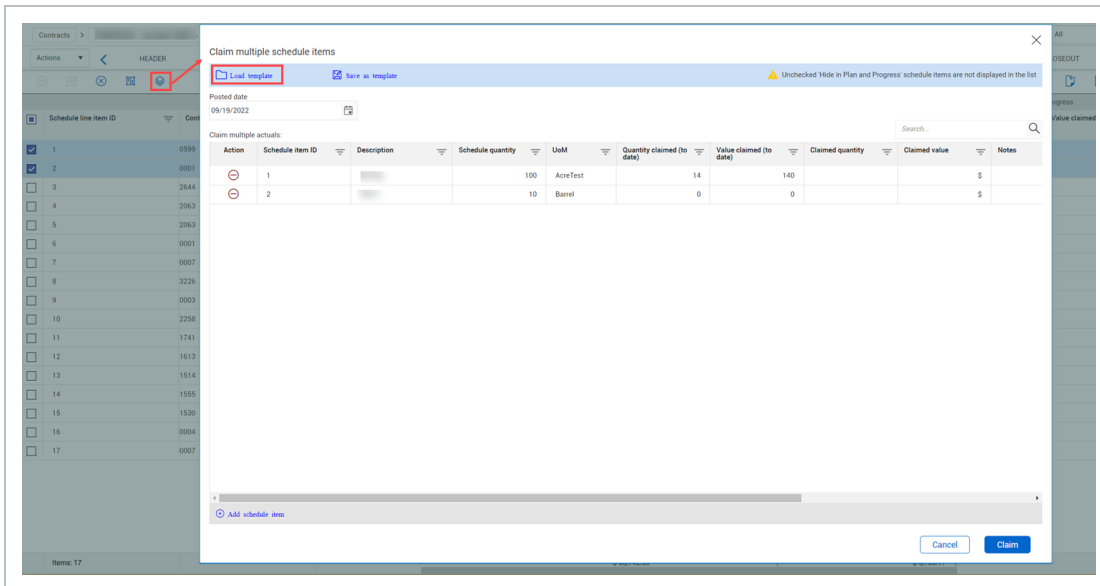 Contracts >
All
Actions
HEADER
LOSEOUT
Claim multiple schedule items
Load template
Save as template
Unchecked 'Hide in Plan and Progress' schedule items are not displayed in the list
Posted date
09/19/2022
Claim multiple actuals:
Search...
Schedule line item ID
Cont
ogress
Value claimed
Action Schedule item ID Description Schedule quantity UoM Quantity claimed (to date) Value claimed (to date) Claimed quantity Claimed value Notes
1 100 AcreTest 14 140 $
2 10 Barrel 0 0 $
1 0599
2 0001
3 2644
4 2063
5 2063
6 0001
7 0007
8 3226
9 0003
10 2258
11 1741
12 1613
13 1514
14 1555
15 1530
16 0004
17 0007
Add schedule item
Cancel
Claim
Items: 17